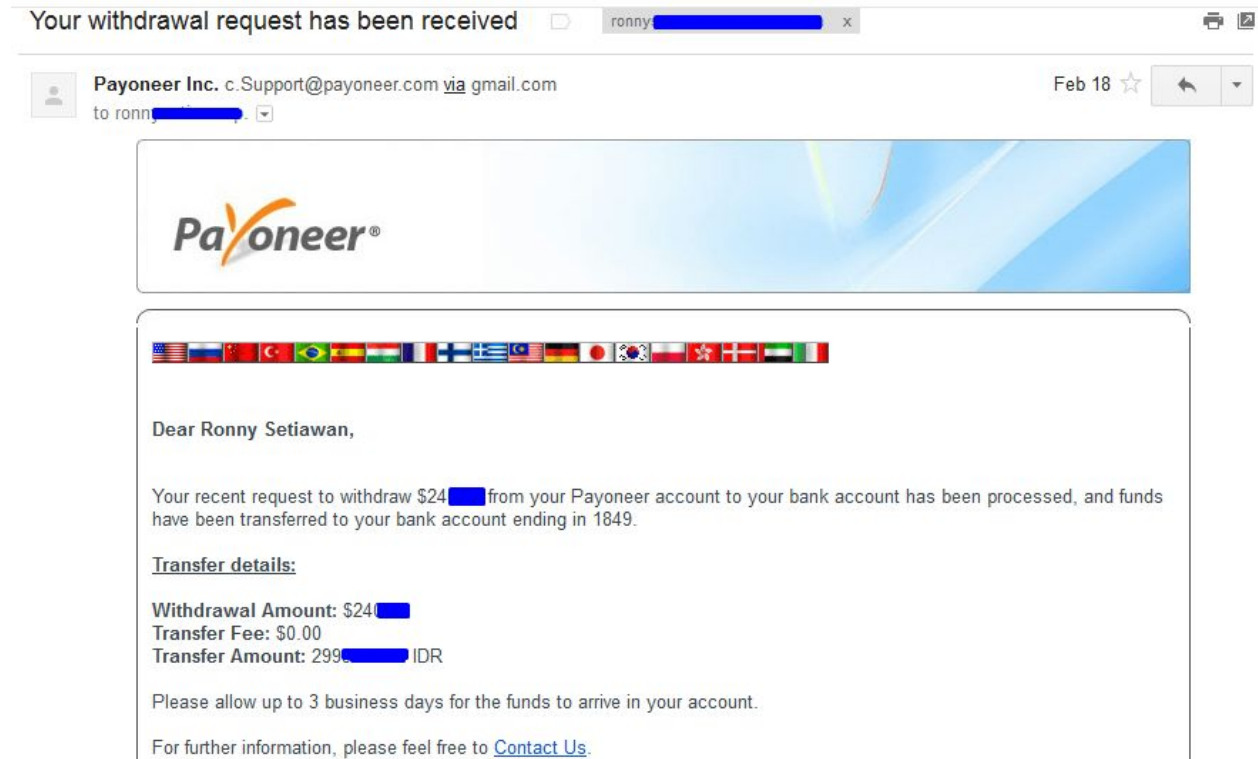 Your withdrawal request has been received
ronnys x
Payoneer Inc. c.Support@payoneer.com via gmail.com
Feb 18
to ronn
Payoneer®
Dear Ronny Setiawan,
Your recent request to withdraw $24 from your Payoneer account to your bank account has been processed, and funds
have been transferred to your bank account ending in 1849.
Transfer details:
Withdrawal Amount: $24
Transfer Fee: $0.00
Transfer Amount: 299 IDR
Please allow up to 3 business days for the funds to arrive in your account.
For further information, please feel free to Contact Us.